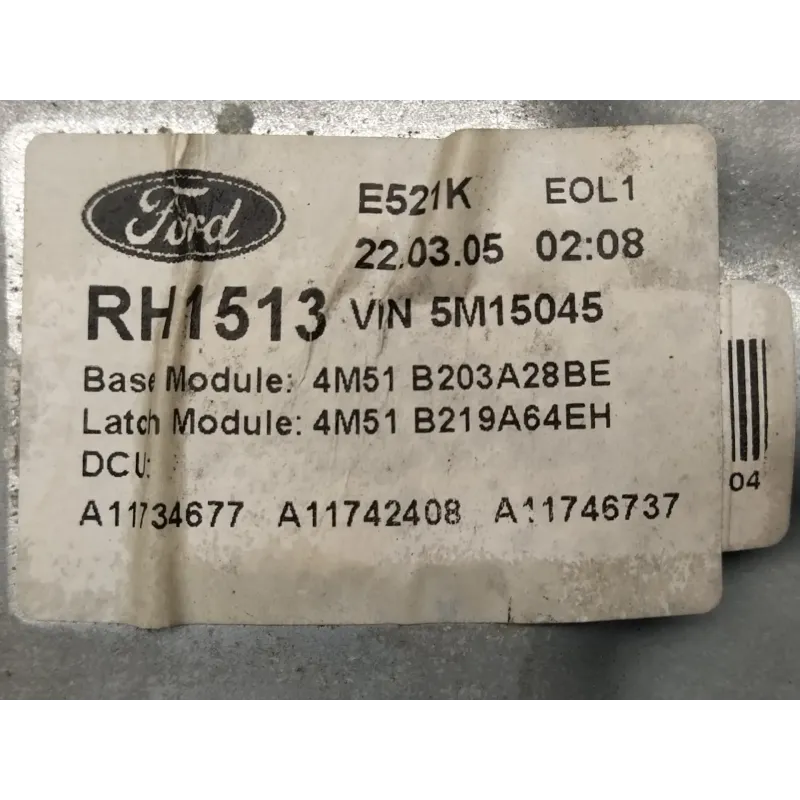 Ford
E521K EOL1
22.03.05 02:08
RH1513 VIN 5M15045
Base Module: 4M51 B203A28BE
Latch Module: 4M51 B219A64EH
DCU:
A11734677 A11742408 A11746737
04